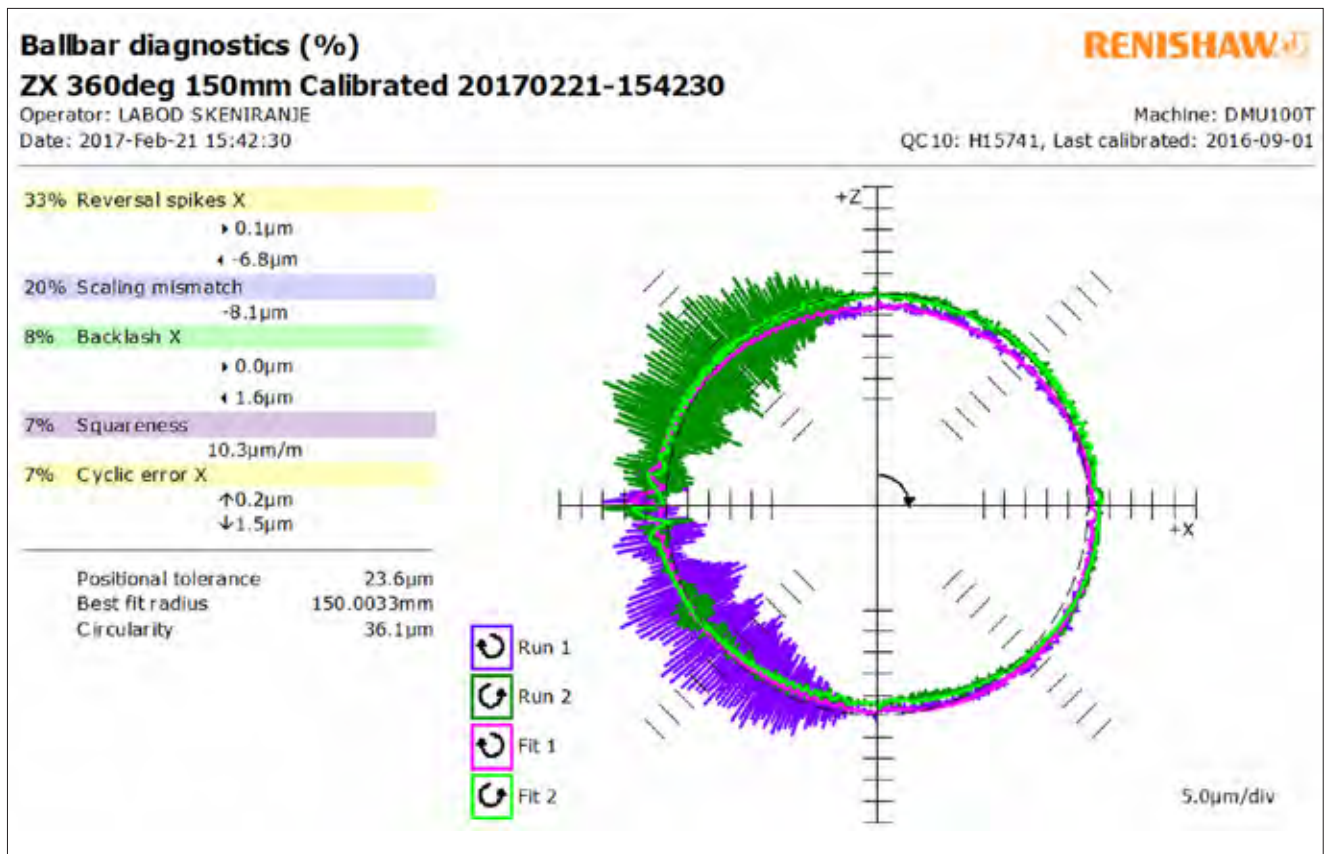 Ballbar diagnostics (%)
RENISHAW
ZX 360deg 150mm Calibrated 20170221-154230
Operator: LABOD SKENIRANJE
Machine: DMU100T
Date: 2017-Feb-21 15:42:30
QC10: H15741, Last calibrated: 2016-09-01
33% Reversal spikes X
▸ 0.1µm
◂ -6.8µm
20% Scaling mismatch
-8.1µm
8% Backlash X
▸ 0.0µm
◂ 1.6µm
7% Squareness
10.3µm/m
7% Cyclic error X
↑0.2µm
↓1.5µm
Positional tolerance 23.6µm
Best fit radius 150.0033mm
Circularity 36.1µm
+Z
+X
Run 1
Run 2
Fit 1
Fit 2
5.0µm/div